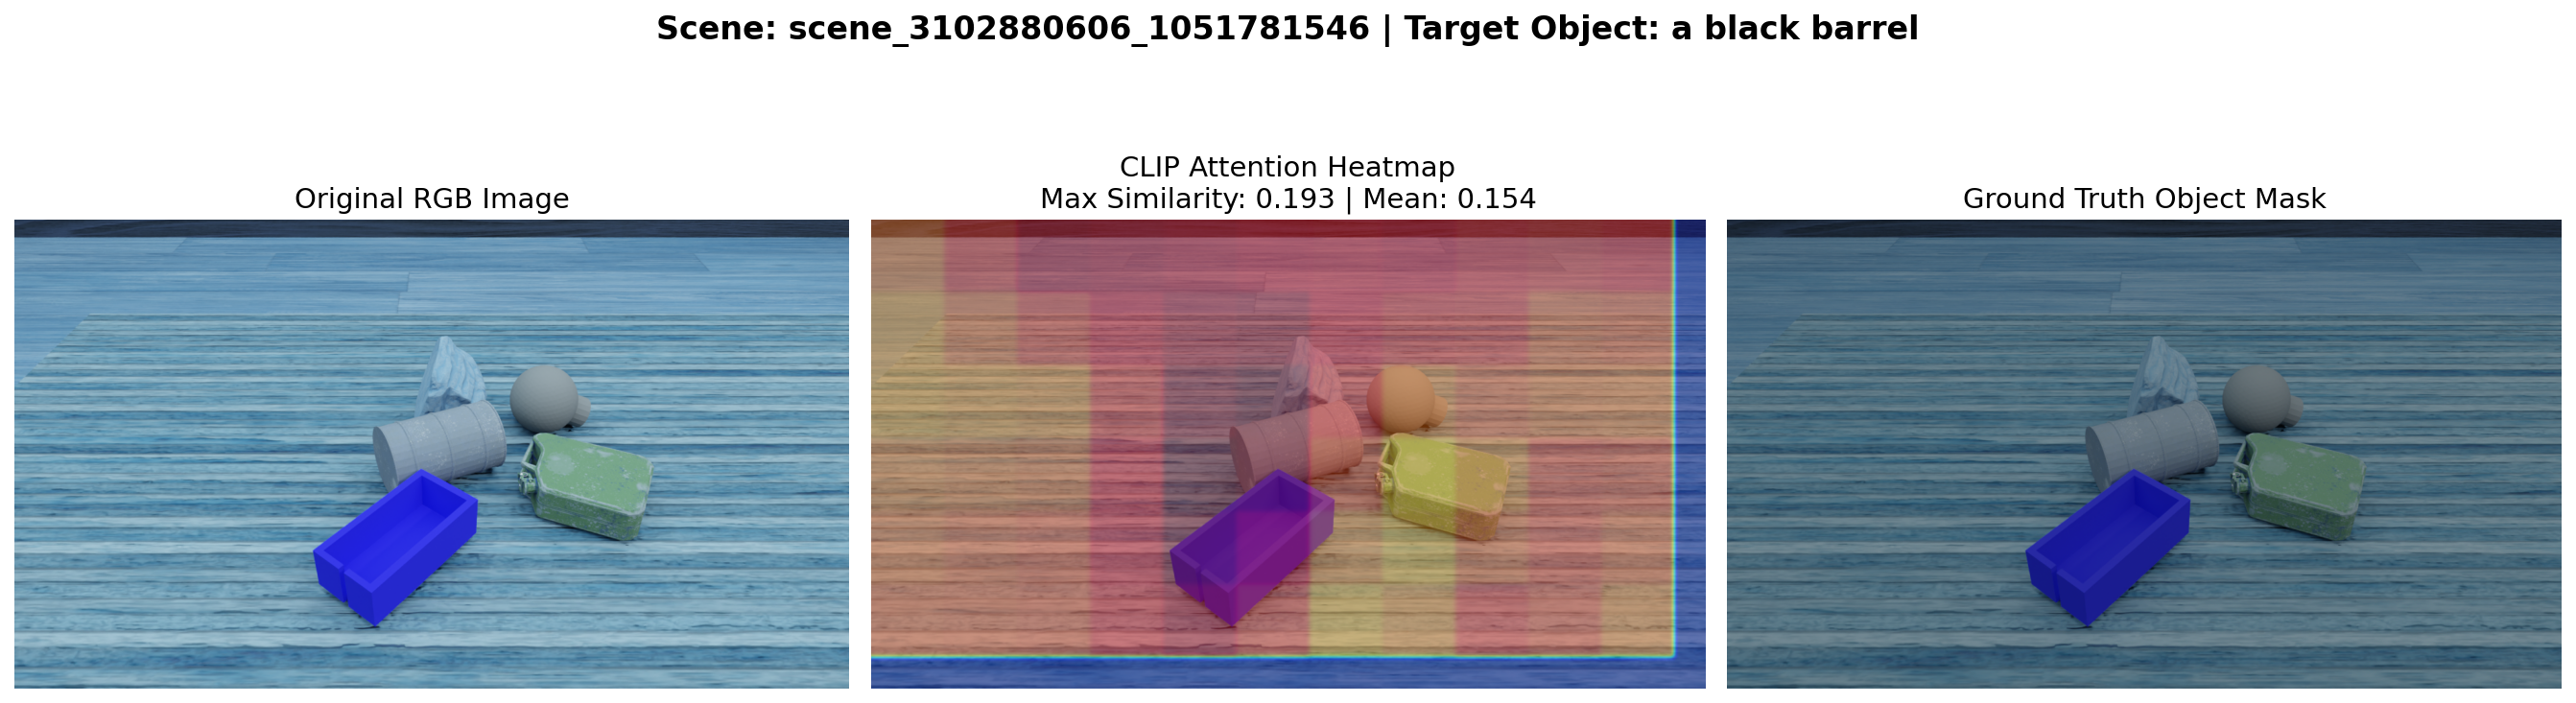 Scene: scene_3102880606_1051781546 | Target Object: a black barrel
Original RGB Image
CLIP Attention Heatmap
Max Similarity: 0.193 | Mean: 0.154
Ground Truth Object Mask